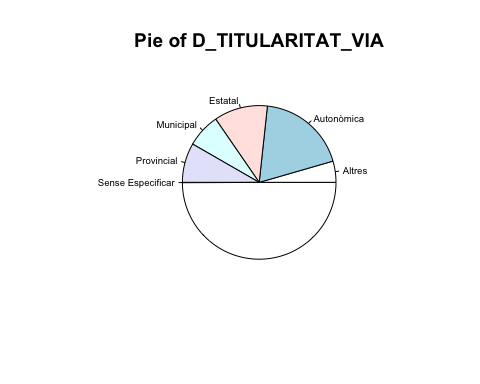 Pie of D_TITULARITAT_VIA
Estatal
Autonòmica
Municipal
Provincial
Altres
Sense Especificar